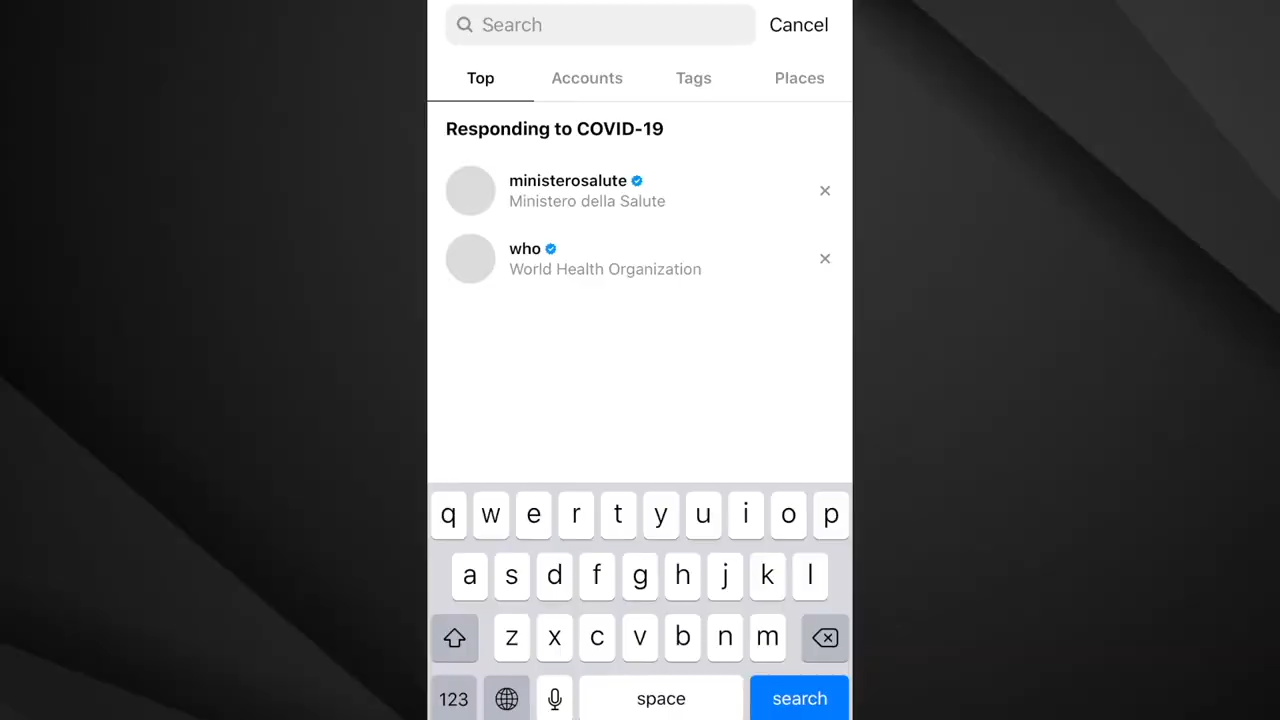 Search Cancel
Top Accounts Tags Places
Responding to COVID-19
ministerosalute
Ministero della Salute
who
World Health Organization
q w e r t y u i o p
a s d f g h j k l
z x c v b n m
123 space search